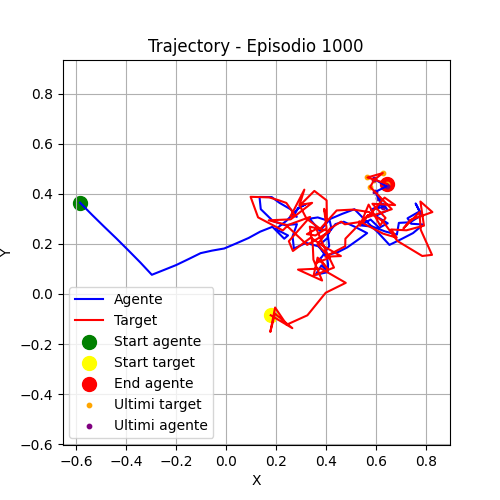 Trajectory - Episodio 1000
Y
0.8
0.6
0.4
0.2
0.0
−0.2
−0.4
−0.6
Agente
Target
Start agente
Start target
End agente
Ultimi target
Ultimi agente
−0.6 −0.4 −0.2 0.0 0.2 0.4 0.6 0.8
X